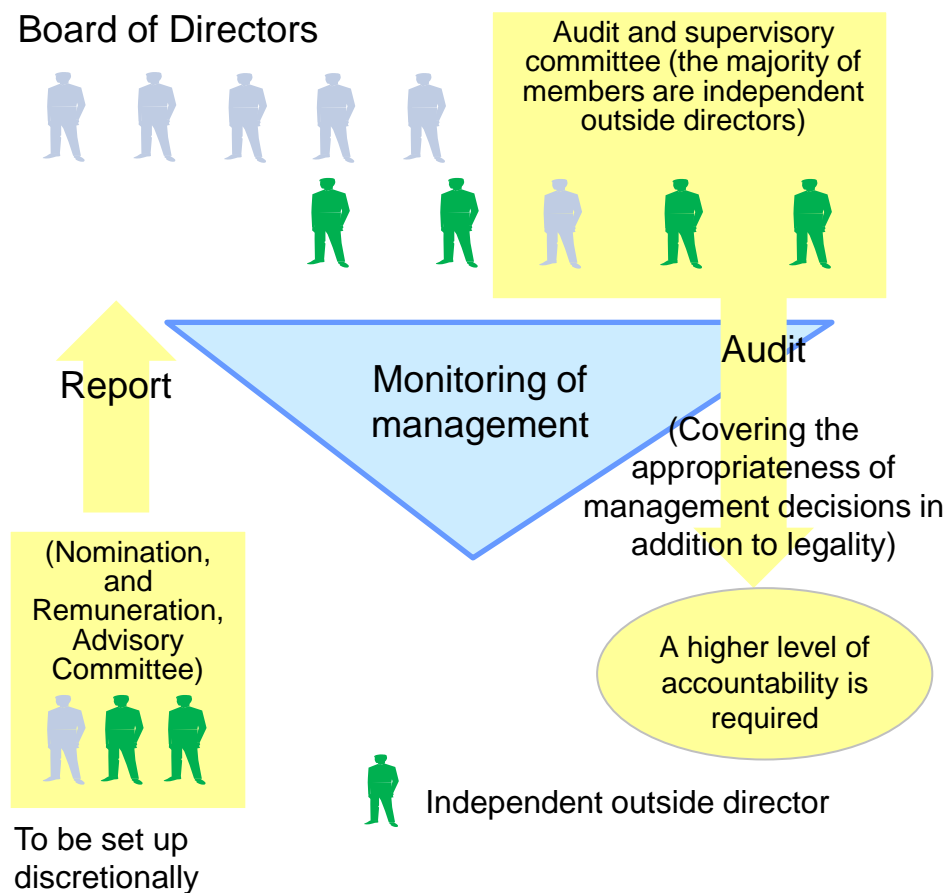 Board of Directors
Audit and supervisory
committee (the majority of
members are independent
outside directors)
Report
Monitoring of
management
Audit
(Covering the
appropriateness of
management decisions in
addition to legality)
(Nomination,
and
Remuneration,
Advisory
Committee)
A higher level of
accountability is
required
Independent outside director
To be set up
discretionally